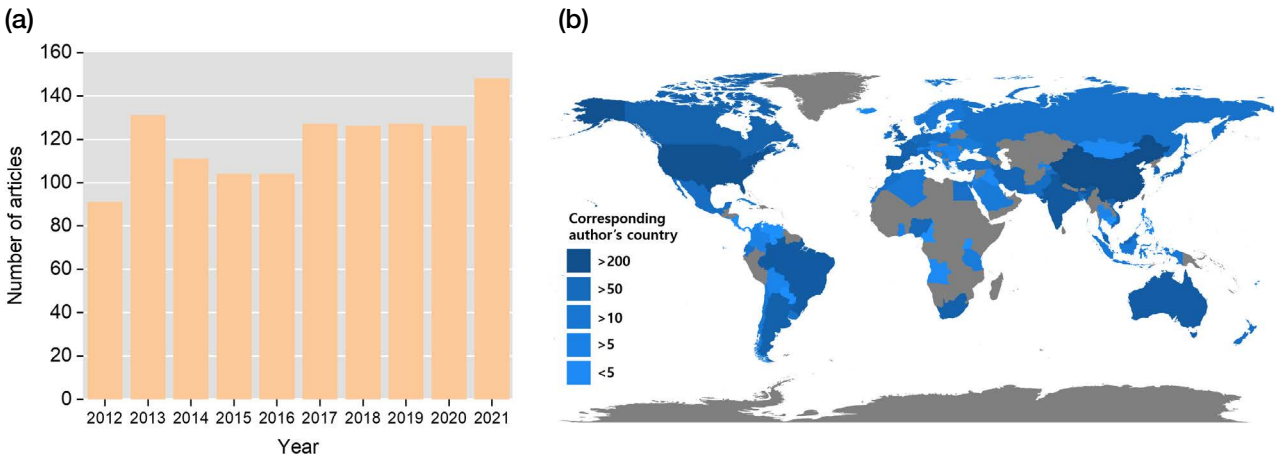 (a)
(b)
160
140
120
100
80
60
40
20
0
Number of articles
2012 2013 2014 2015 2016 2017 2018 2019 2020 2021
Year
Corresponding
author's country
>200
>50
>10
>5
<5